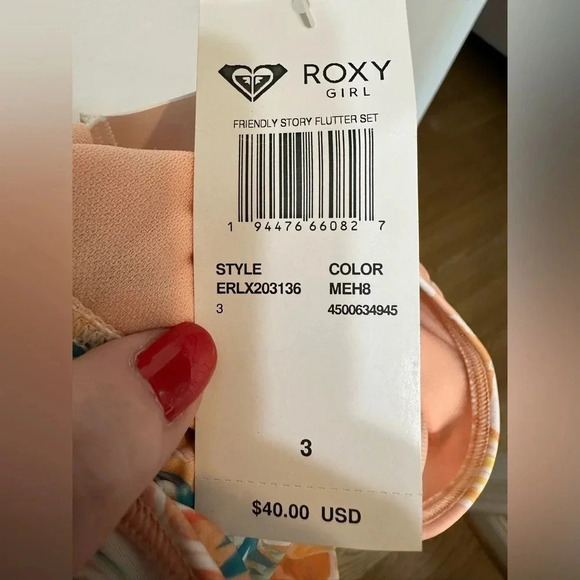 ROXY
GIRL
FRIENDLY STORY FLUTTER SET
1 94476 66082 7
STYLE COLOR
ERLX203136 MEH8
3 4500634945
3
$40.00 USD